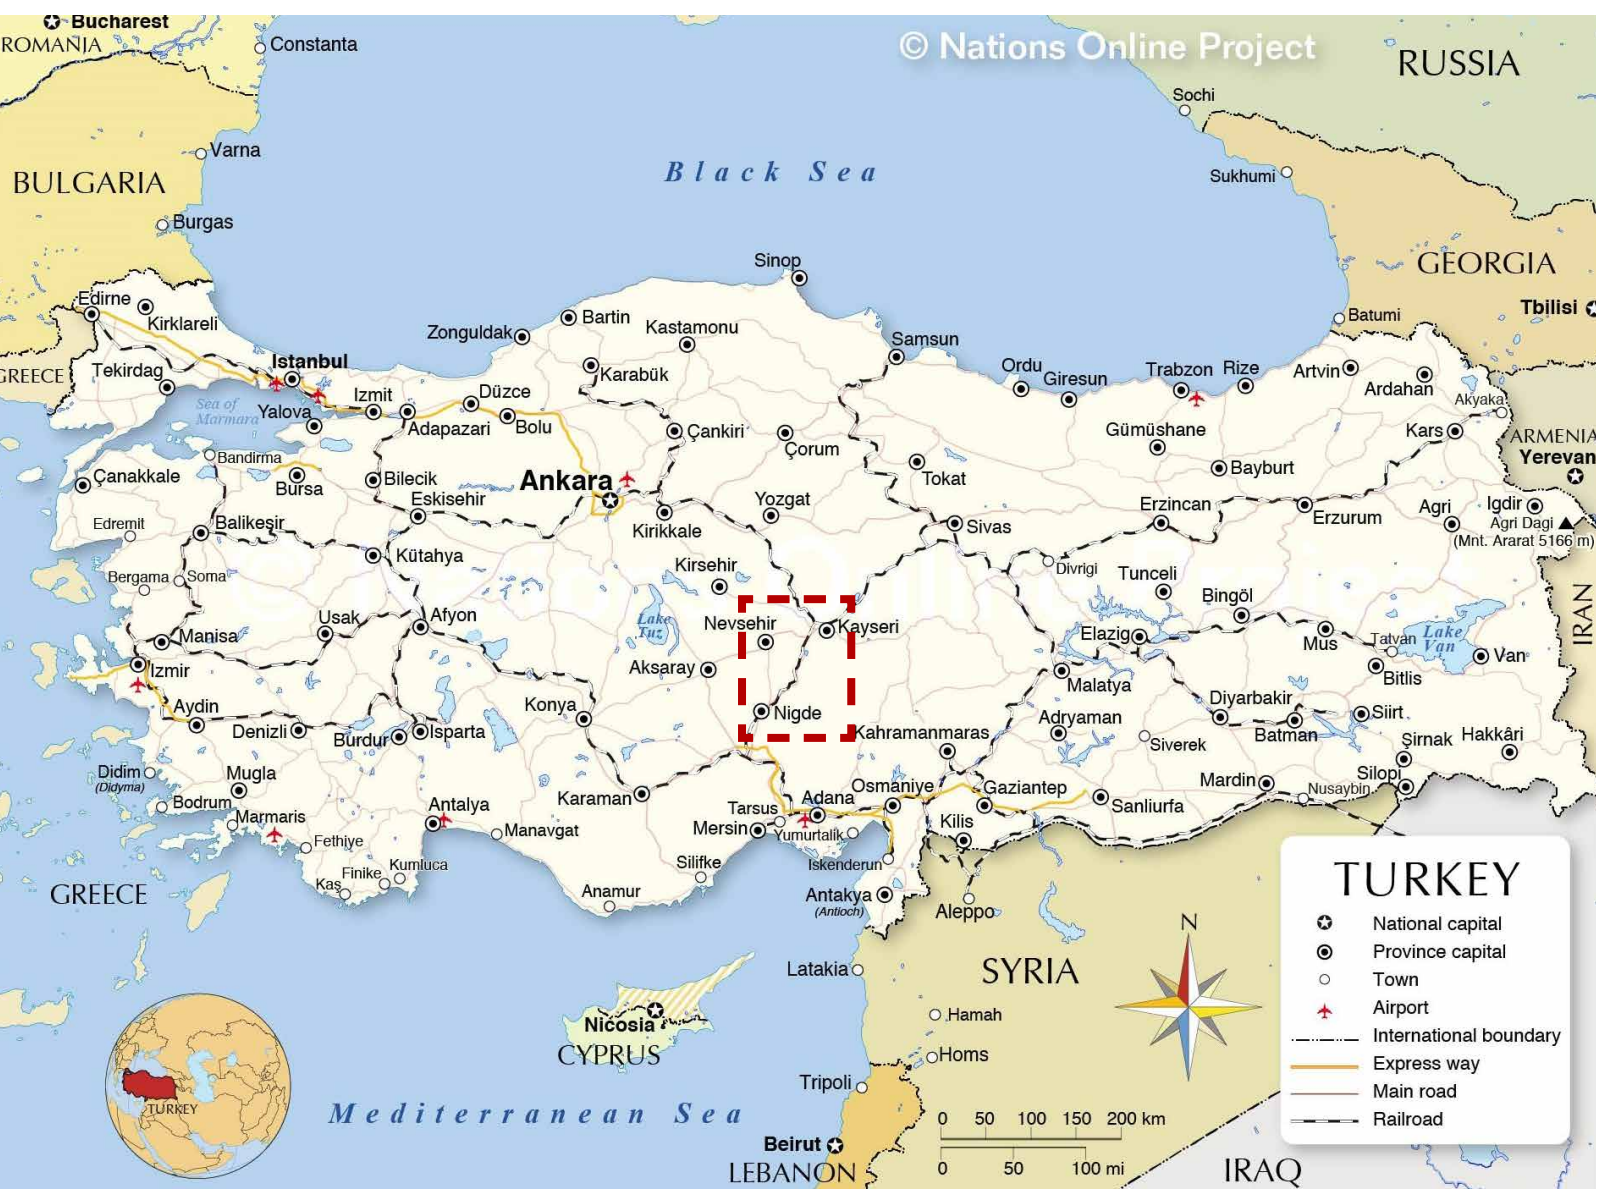 Bucharest
ROMANJA
Constanta
© Nations Online Project
RUSSIA
Sochi
Varna
BULGARIA
Black Sea
Sukhumi
Burgas
GEORGIA
Sinop
Tbilisi
Edirne
Kirklareli
Zonguldak
Bartin
Kastamonu
Batumi
Samsun
Istanbul
Tekirdag
GREECE
Karabük
Ordu
Giresun
Trabzon
Rize
Artvin
Ardahan
Akyaka
Sea of
Marmara
Yalova
Izmit
Düzce
Adapazari
Bolu
Çankiri
Çorum
Gümüshane
Kars
ARMENIA
Yerevan
Bandirma
Çanakkale
Bursa
Bilecik
Ankara
Tokat
Bayburt
Eskisehir
Yozgat
Kirikkale
Sivas
Erzincan
Erzurum
Agri
Igdir
Agri Dagi
(Mnt. Ararat 5166 m)
Edremit
Balikeşir
Kütahya
Bergama
Soma
Kirsehir
Divrigi
Tunceli
Bingöl
IRAN
Manisa
Usak
Afyon
Lake
Tuz
Nevsehir
Kayseri
Elazig
Mus
Tatvan
Lake
Van
Van
Izmir
Aksaray
Malatya
Bitlis
Aydin
Denizli
Burdur
Isparta
Konya
Nigde
Kahramanmaras
Adryaman
Siverek
Diyarbakir
Batman
Siirt
Şirnak
Hakkâri
Didim
(Didyma)
Mugla
Bodrum
Marmaris
Fethiye
Antalya
Manavgat
Karaman
Tarsus
Adana
Mersin
Yumurtalik
Osmaniye
Gaziantep
Kilis
Sanliurfa
Mardin
Nusaybin
Silopi
Kumluca
Finike
Kaş
Silifke
Anamur
Iskenderun
Antakya
(Antioch)
Aleppo
GREECE
SYRIA
Latakia
Hamah
Homs
Tripoli
Nicosia
CYPRUS
Mediterranean Sea
Beirut
LEBANON
IRAQ
N
0 50 100 150 200 km
0 50 100 mi
TURKEY
TURKEY
National capital
Province capital
Town
Airport
International boundary
Express way
Main road
Railroad